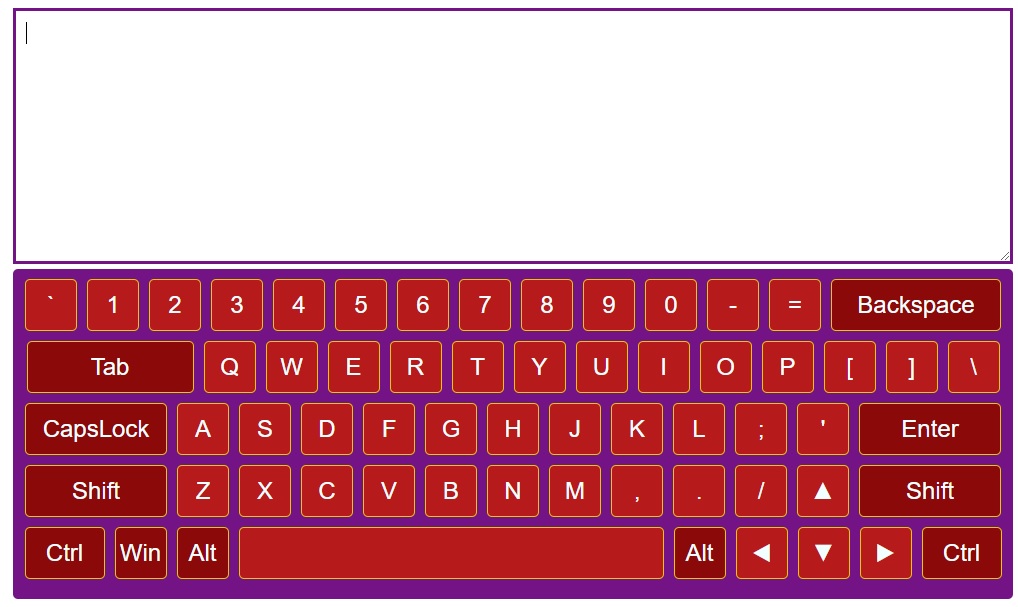 ` 1 2 3 4 5 6 7 8 9 0 - = Backspace
Tab Q W E R T Y U I O P [ ] \
CapsLock A S D F G H J K L ; ' Enter
Shift Z X C V B N M , . / ▲ Shift
Ctrl Win Alt Alt ◀ ▼ ▶ Ctrl